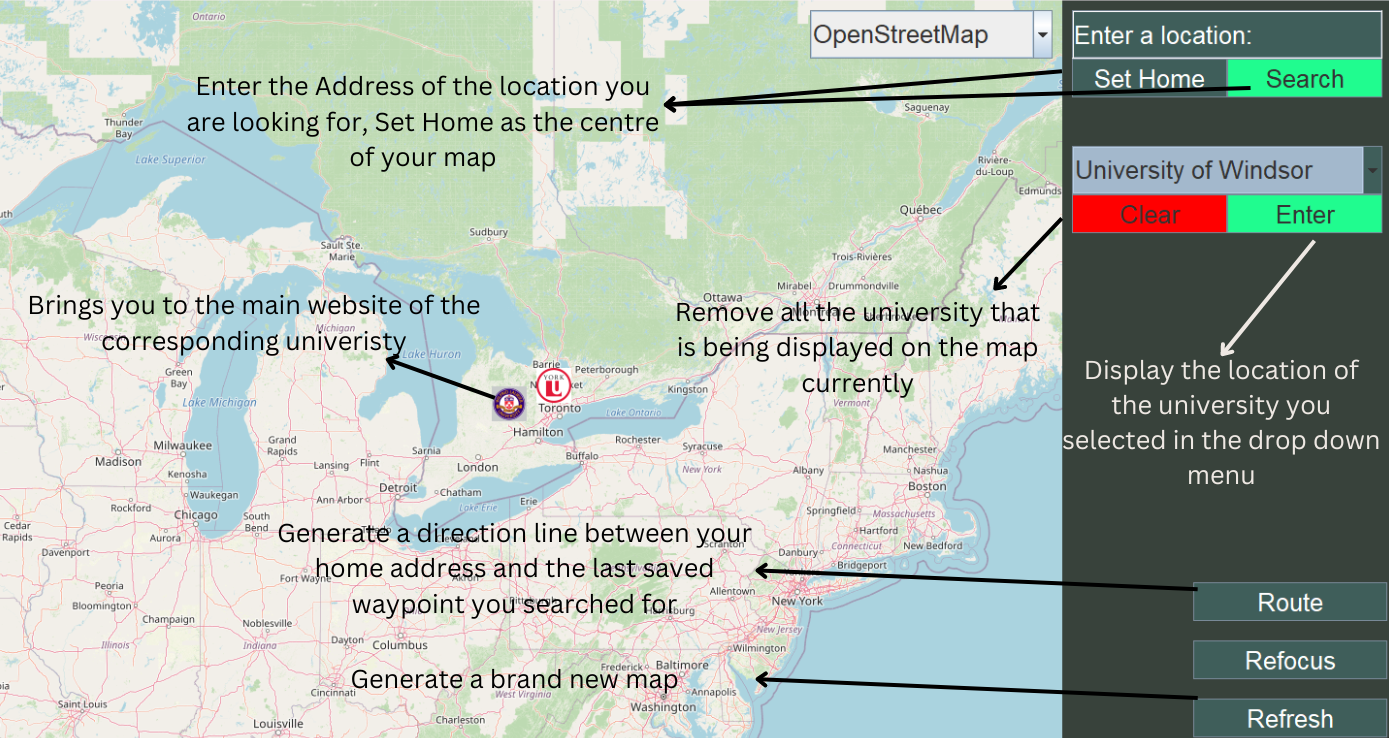 Ontario
OpenStreetMap
Enter a location:
Set Home
Search
Enter the Address of the location you
are looking for, Set Home as the centre
of your map
Saguenay
Thunder
Bay
Lake Superior
Rivière-
du-Loup
Edmunds
University of Windsor
Clear
Enter
uth
Québec
Sudbury
Sault Ste.
Marie
Trois-Rivières
Mirabel
Drummondville
Ottawa
Brings you to the main website of the
corresponding univeristy
Michigan
Lake Huron
Remove all the university that
is being displayed on the map
currently
Green
Bay
Barrie
Peterborough
YORK
U
Toronto
Kingston
Vermont
Display the location of
the university you
selected in the drop down
menu
Lake Michigan
Lake Ontario
Hamilton
Milwaukee
Grand
Rapids
Sarnia
Rochester
Syracuse
Manchester
Madison
Kenosha
Lansing
Flint
London
Buffalo
New York
Albany
Nashua
Boston
Waukegan
Ann Arbor
Detroit
Chatham
Rockford
Lake Erie
Erie
Springfield
Massachusetts
Chicago
South
Bend
Cedar
Rapids
Aurora
Hartford
Generate a direction line between your
home address and the last saved
waypoint you searched for
Scranton
Danbury
Connecticut
New Bedford
Davenport
Bridgeport
Fort Wayne
Akron
Peoria
Allentown
Bloomington
New York
Route
Champaign
Noblesville
Illinois
Indiana
Dayton
Columbus
New Jersey
Wilmington
Refocus
Generate a brand new map
Frederick
Baltimore
Cincinnati
West Virginia
Annapolis
Washington
Saint Louis
Louisville
Charleston
Refresh